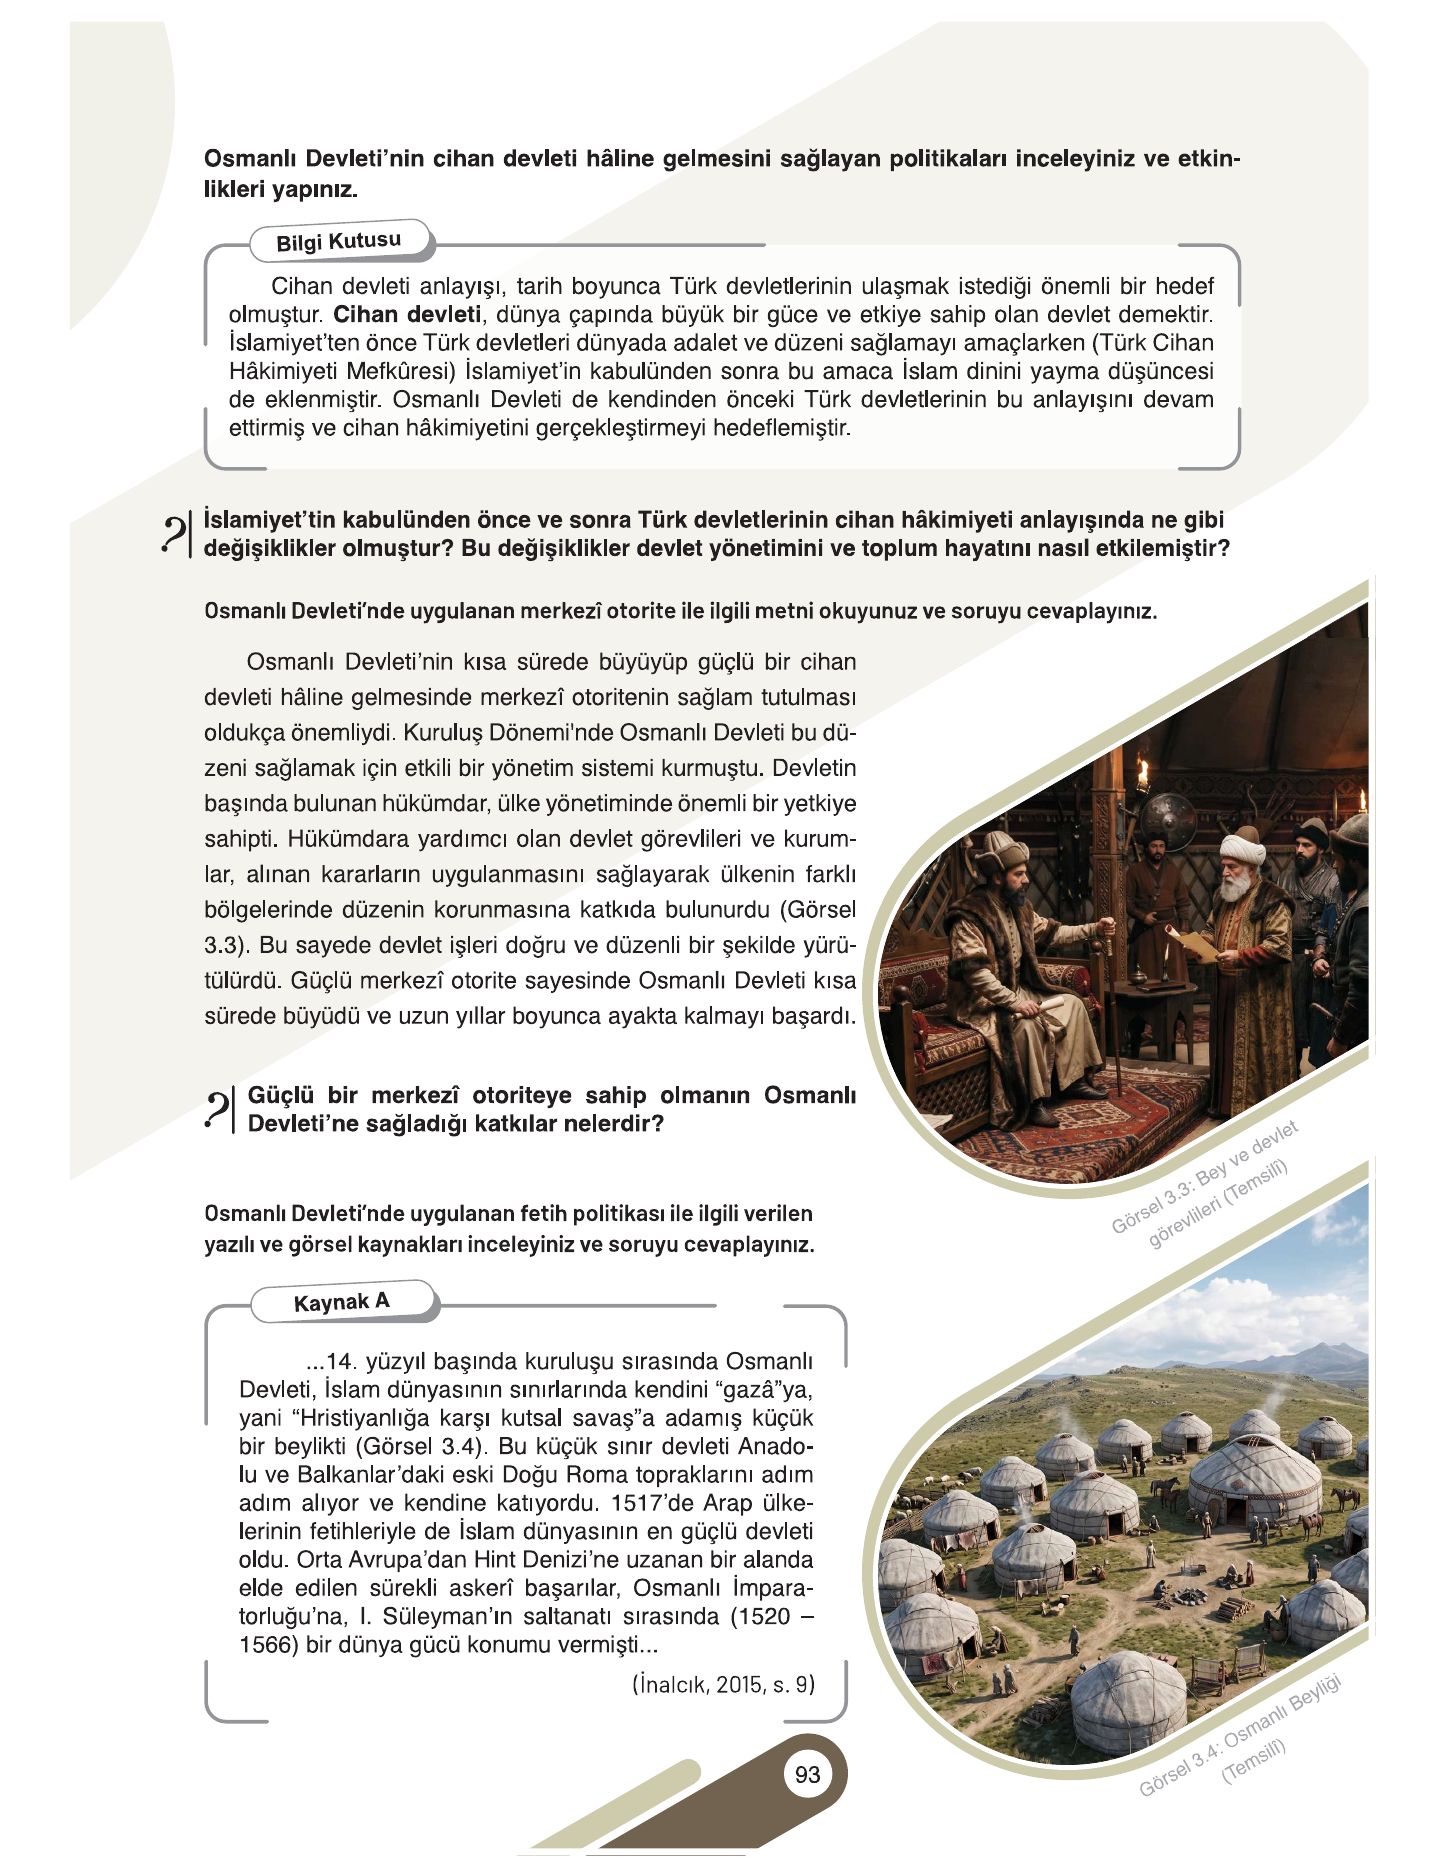 Osmanlı Devleti’nin cihan devleti hâline gelmesini sağlayan politikaları inceleyiniz ve etkin-
likleri yapınız.
Bilgi Kutusu
Cihan devleti anlayışı, tarih boyunca Türk devletlerinin ulaşmak istediği önemli bir hedef
olmuştur. Cihan devleti, dünya çapında büyük bir güce ve etkiye sahip olan devlet demektir.
İslamiyet’ten önce Türk devletleri dünyada adalet ve düzeni sağlamayı amaçlarken (Türk Cihan
Hâkimiyeti Mefkûresi) İslamiyet’in kabulünden sonra bu amaca İslam dinini yayma düşüncesi
de eklenmiştir. Osmanlı Devleti de kendinden önceki Türk devletlerinin bu anlayışını devam
ettirmiş ve cihan hâkimiyetini gerçekleştirmeyi hedeflemiştir.
? İslamiyet’tin kabulünden önce ve sonra Türk devletlerinin cihan hâkimiyeti anlayışında ne gibi
değişiklikler olmuştur? Bu değişiklikler devlet yönetimini ve toplum hayatını nasıl etkilemiştir?
Osmanlı Devleti’nde uygulanan merkezî otorite ile ilgili metni okuyunuz ve soruyu cevaplayınız.
Osmanlı Devleti’nin kısa sürede büyüyüp güçlü bir cihan
devleti hâline gelmesinde merkezî otoritenin sağlam tutulması
oldukça önemliydi. Kuruluş Dönemi'nde Osmanlı Devleti bu dü-
zeni sağlamak için etkili bir yönetim sistemi kurmuştu. Devletin
başında bulunan hükümdar, ülke yönetiminde önemli bir yetkiye
sahipti. Hükümdara yardımcı olan devlet görevlileri ve kurum-
lar, alınan kararların uygulanmasını sağlayarak ülkenin farklı
bölgelerinde düzenin korunmasına katkıda bulunurdu (Görsel
3.3). Bu sayede devlet işleri doğru ve düzenli bir şekilde yürü-
tülürdü. Güçlü merkezî otorite sayesinde Osmanlı Devleti kısa
sürede büyüdü ve uzun yıllar boyunca ayakta kalmayı başardı.
? Güçlü bir merkezî otoriteye sahip olmanın Osmanlı
Devleti’ne sağladığı katkılar nelerdir?
Görsel 3.3: Bey ve devlet
görevlileri (Temsilî)
Osmanlı Devleti’nde uygulanan fetih politikası ile ilgili verilen
yazılı ve görsel kaynakları inceleyiniz ve soruyu cevaplayınız.
Kaynak A
...14. yüzyıl başında kuruluşu sırasında Osmanlı
Devleti, İslam dünyasının sınırlarında kendini “gazâ”ya,
yani “Hristiyanlığa karşı kutsal savaş”a adamış küçük
bir beylikti (Görsel 3.4). Bu küçük sınır devleti Anado-
lu ve Balkanlar’daki eski Doğu Roma topraklarını adım
adım alıyor ve kendine katıyordu. 1517’de Arap ülke-
lerinin fetihleriyle de İslam dünyasının en güçlü devleti
oldu. Orta Avrupa’dan Hint Denizi’ne uzanan bir alanda
elde edilen sürekli askerî başarılar, Osmanlı İmpara-
torluğu’na, I. Süleyman’ın saltanatı sırasında (1520 –
1566) bir dünya gücü konumu vermişti...
(İnalcık, 2015, s. 9)
Görsel 3.4: Osmanlı Beyliği
(Temsilî)
93